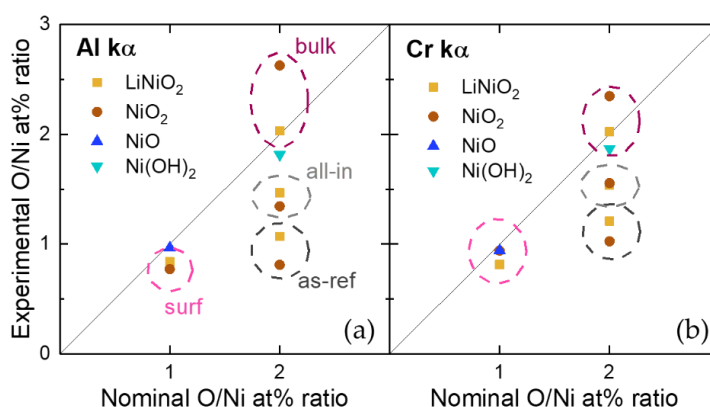 Al kα
LiNiO₂
NiO₂
NiO
Ni(OH)₂
bulk
all-in
as-ref
surf
(a)
Cr kα
LiNiO₂
NiO₂
NiO
Ni(OH)₂
(b)
3
2
1
0
Experimental O/Ni at% ratio
1 2
1 2
Nominal O/Ni at% ratio
Nominal O/Ni at% ratio